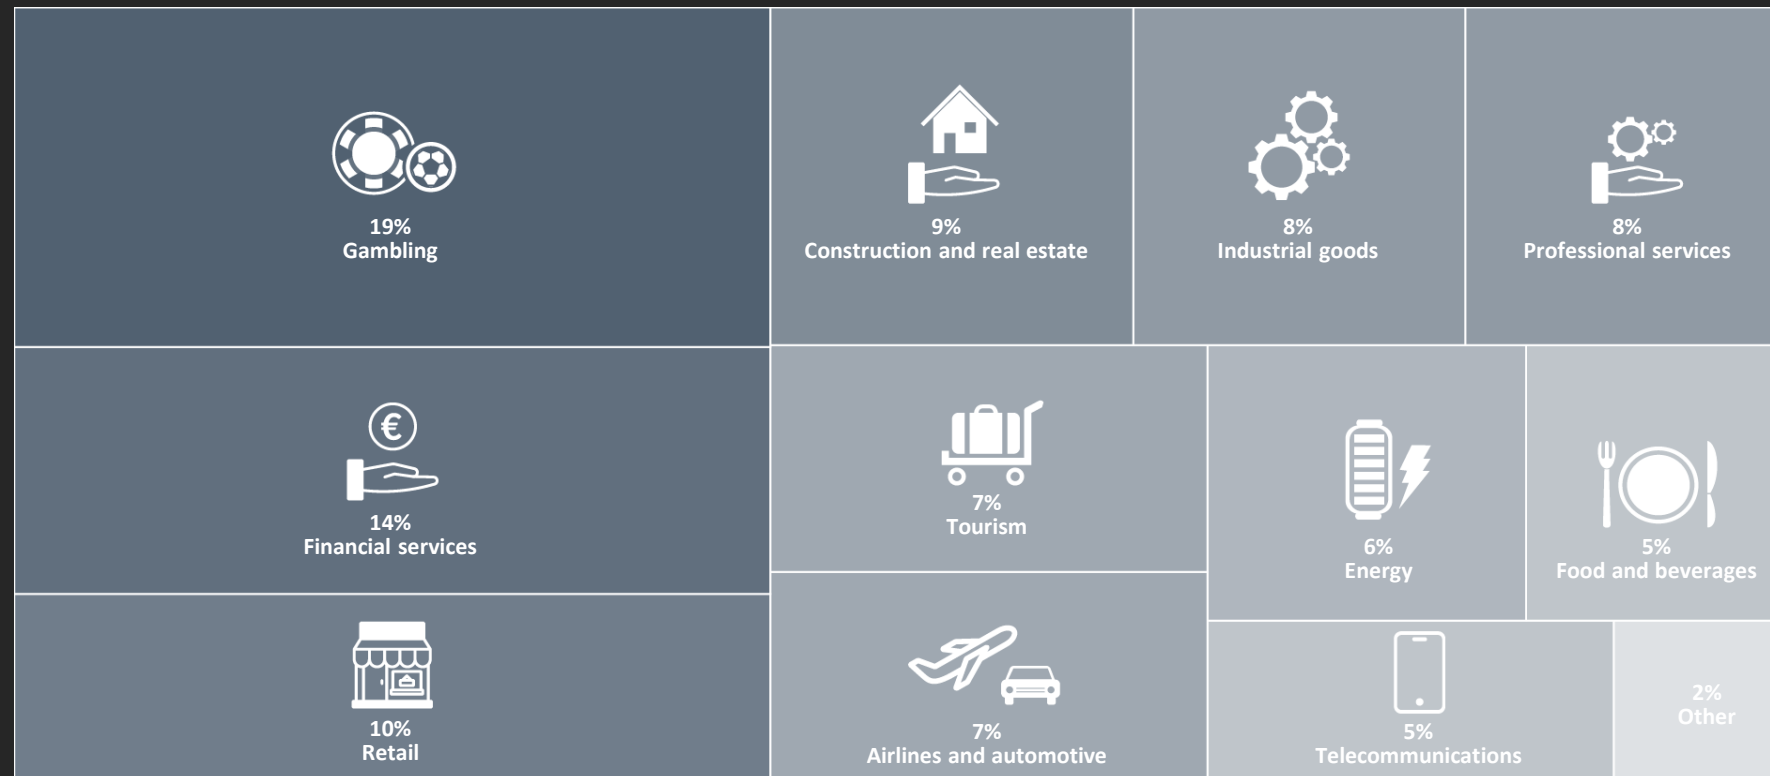 19%
Gambling
9%
Construction and real estate
8%
Industrial goods
8%
Professional services
€
14%
Financial services
7%
Tourism
6%
Energy
5%
Food and beverages
10%
Retail
7%
Airlines and automotive
5%
Telecommunications
2%
Other